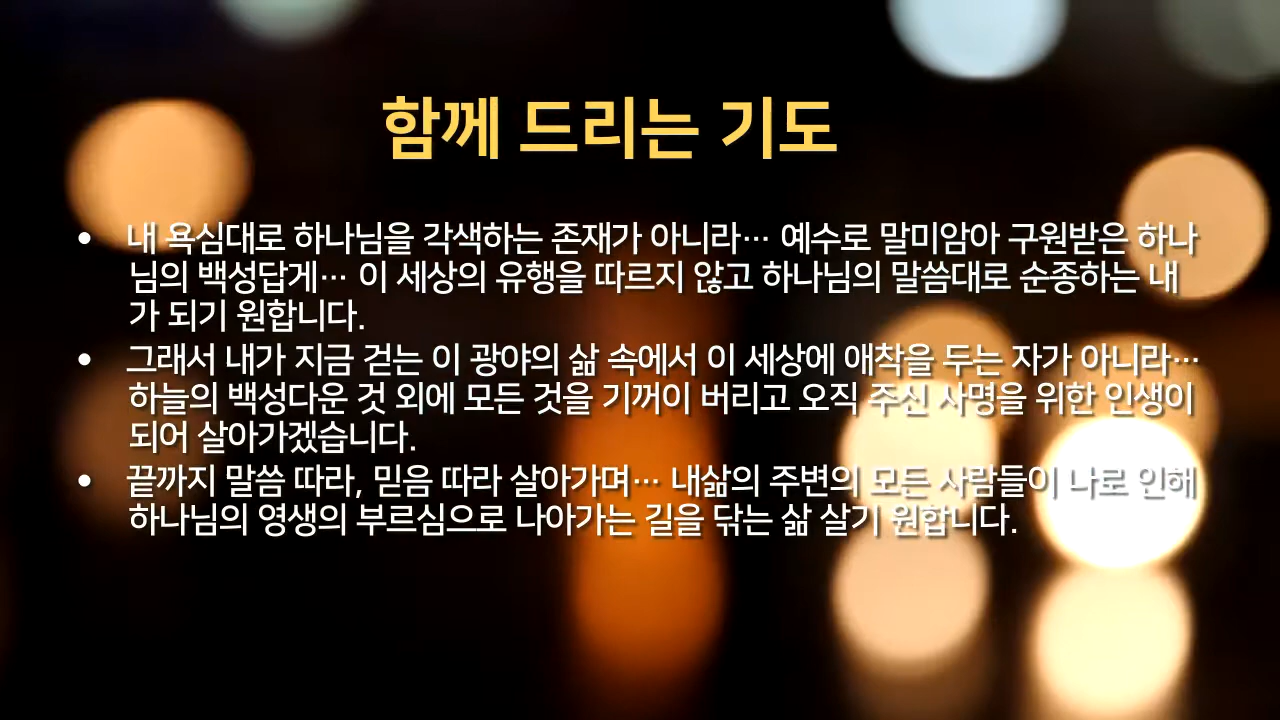 함께 드리는 기도
• 내 욕심대로 하나님을 각색하는 존재가 아니라… 예수로 말미암아 구원받은 하나
님의 백성답게… 이 세상의 유행을 따르지 않고 하나님의 말씀대로 순종하는 내
가 되기 원합니다.
• 그래서 내가 지금 걷는 이 광야의 삶 속에서 이 세상에 애착을 두는 자가 아니라…
하늘의 백성다운 것 외에 모든 것을 기꺼이 버리고 오직 주신 사명을 위한 인생이
되어 살아가겠습니다.
• 끝까지 말씀 따라, 믿음 따라 살아가며… 내삶의 주변의 모든 사람들이 나로 인해
하나님의 영생의 부르심으로 나아가는 길을 닦는 삶 살기 원합니다.